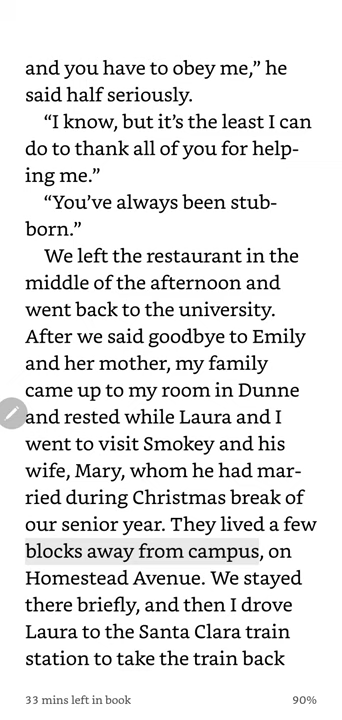 and you have to obey me,” he
said half seriously.
“I know, but it’s the least I can
do to thank all of you for help-
ing me.”
“You’ve always been stub-
born.”
We left the restaurant in the
middle of the afternoon and
went back to the university.
After we said goodbye to Emily
and her mother, my family
came up to my room in Dunne
and rested while Laura and I
went to visit Smokey and his
wife, Mary, whom he had mar-
ried during Christmas break of
our senior year. They lived a few
blocks away from campus, on
Homestead Avenue. We stayed
there briefly, and then I drove
Laura to the Santa Clara train
station to take the train back
33 mins left in book 90%